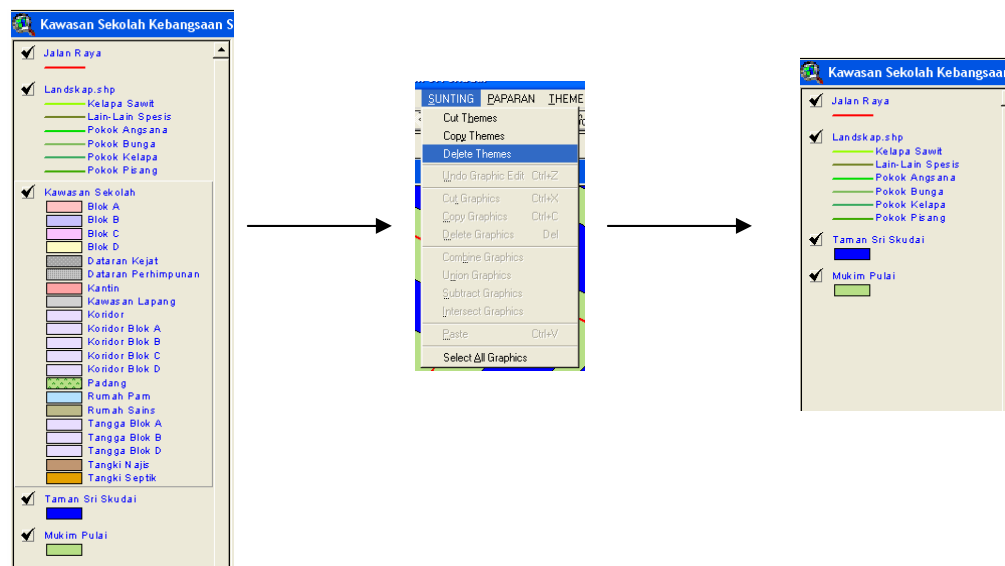 Kawasan Sekolah Kebangsaan S
Jalan Raya
Landskap.shp
Kelapa Sawit
Lain-Lain Spesis
Pokok Angsana
Pokok Bunga
Pokok Kelapa
Pokok Pisang
Kawasan Sekolah
Blok A
Blok B
Blok C
Blok D
Dataran Kejat
Dataran Perhimpunan
Kantin
Kawasan Lapang
Koridor
Koridor Blok A
Koridor Blok B
Koridor Blok C
Koridor Blok D
Padang
Rumah Pam
Rumah Sains
Tangga Blok A
Tangga Blok B
Tangga Blok D
Tangki Najis
Tangki Septik
Taman Sri Skudai
Mukim Pulai
SUNTING PAPARAN THEME
Cut Themes
Copy Themes
Delete Themes
Undo Graphic Edit Ctrl+Z
Cut Graphics Ctrl+X
Copy Graphics Ctrl+C
Delete Graphics Del
Combine Graphics
Union Graphics
Subtract Graphics
Intersect Graphics
Paste Ctrl+V
Select All Graphics
Kawasan Sekolah Kebangsaan
Jalan Raya
Landskap.shp
Kelapa Sawit
Lain-Lain Spesis
Pokok Angsana
Pokok Bunga
Pokok Kelapa
Pokok Pisang
Taman Sri Skudai
Mukim Pulai